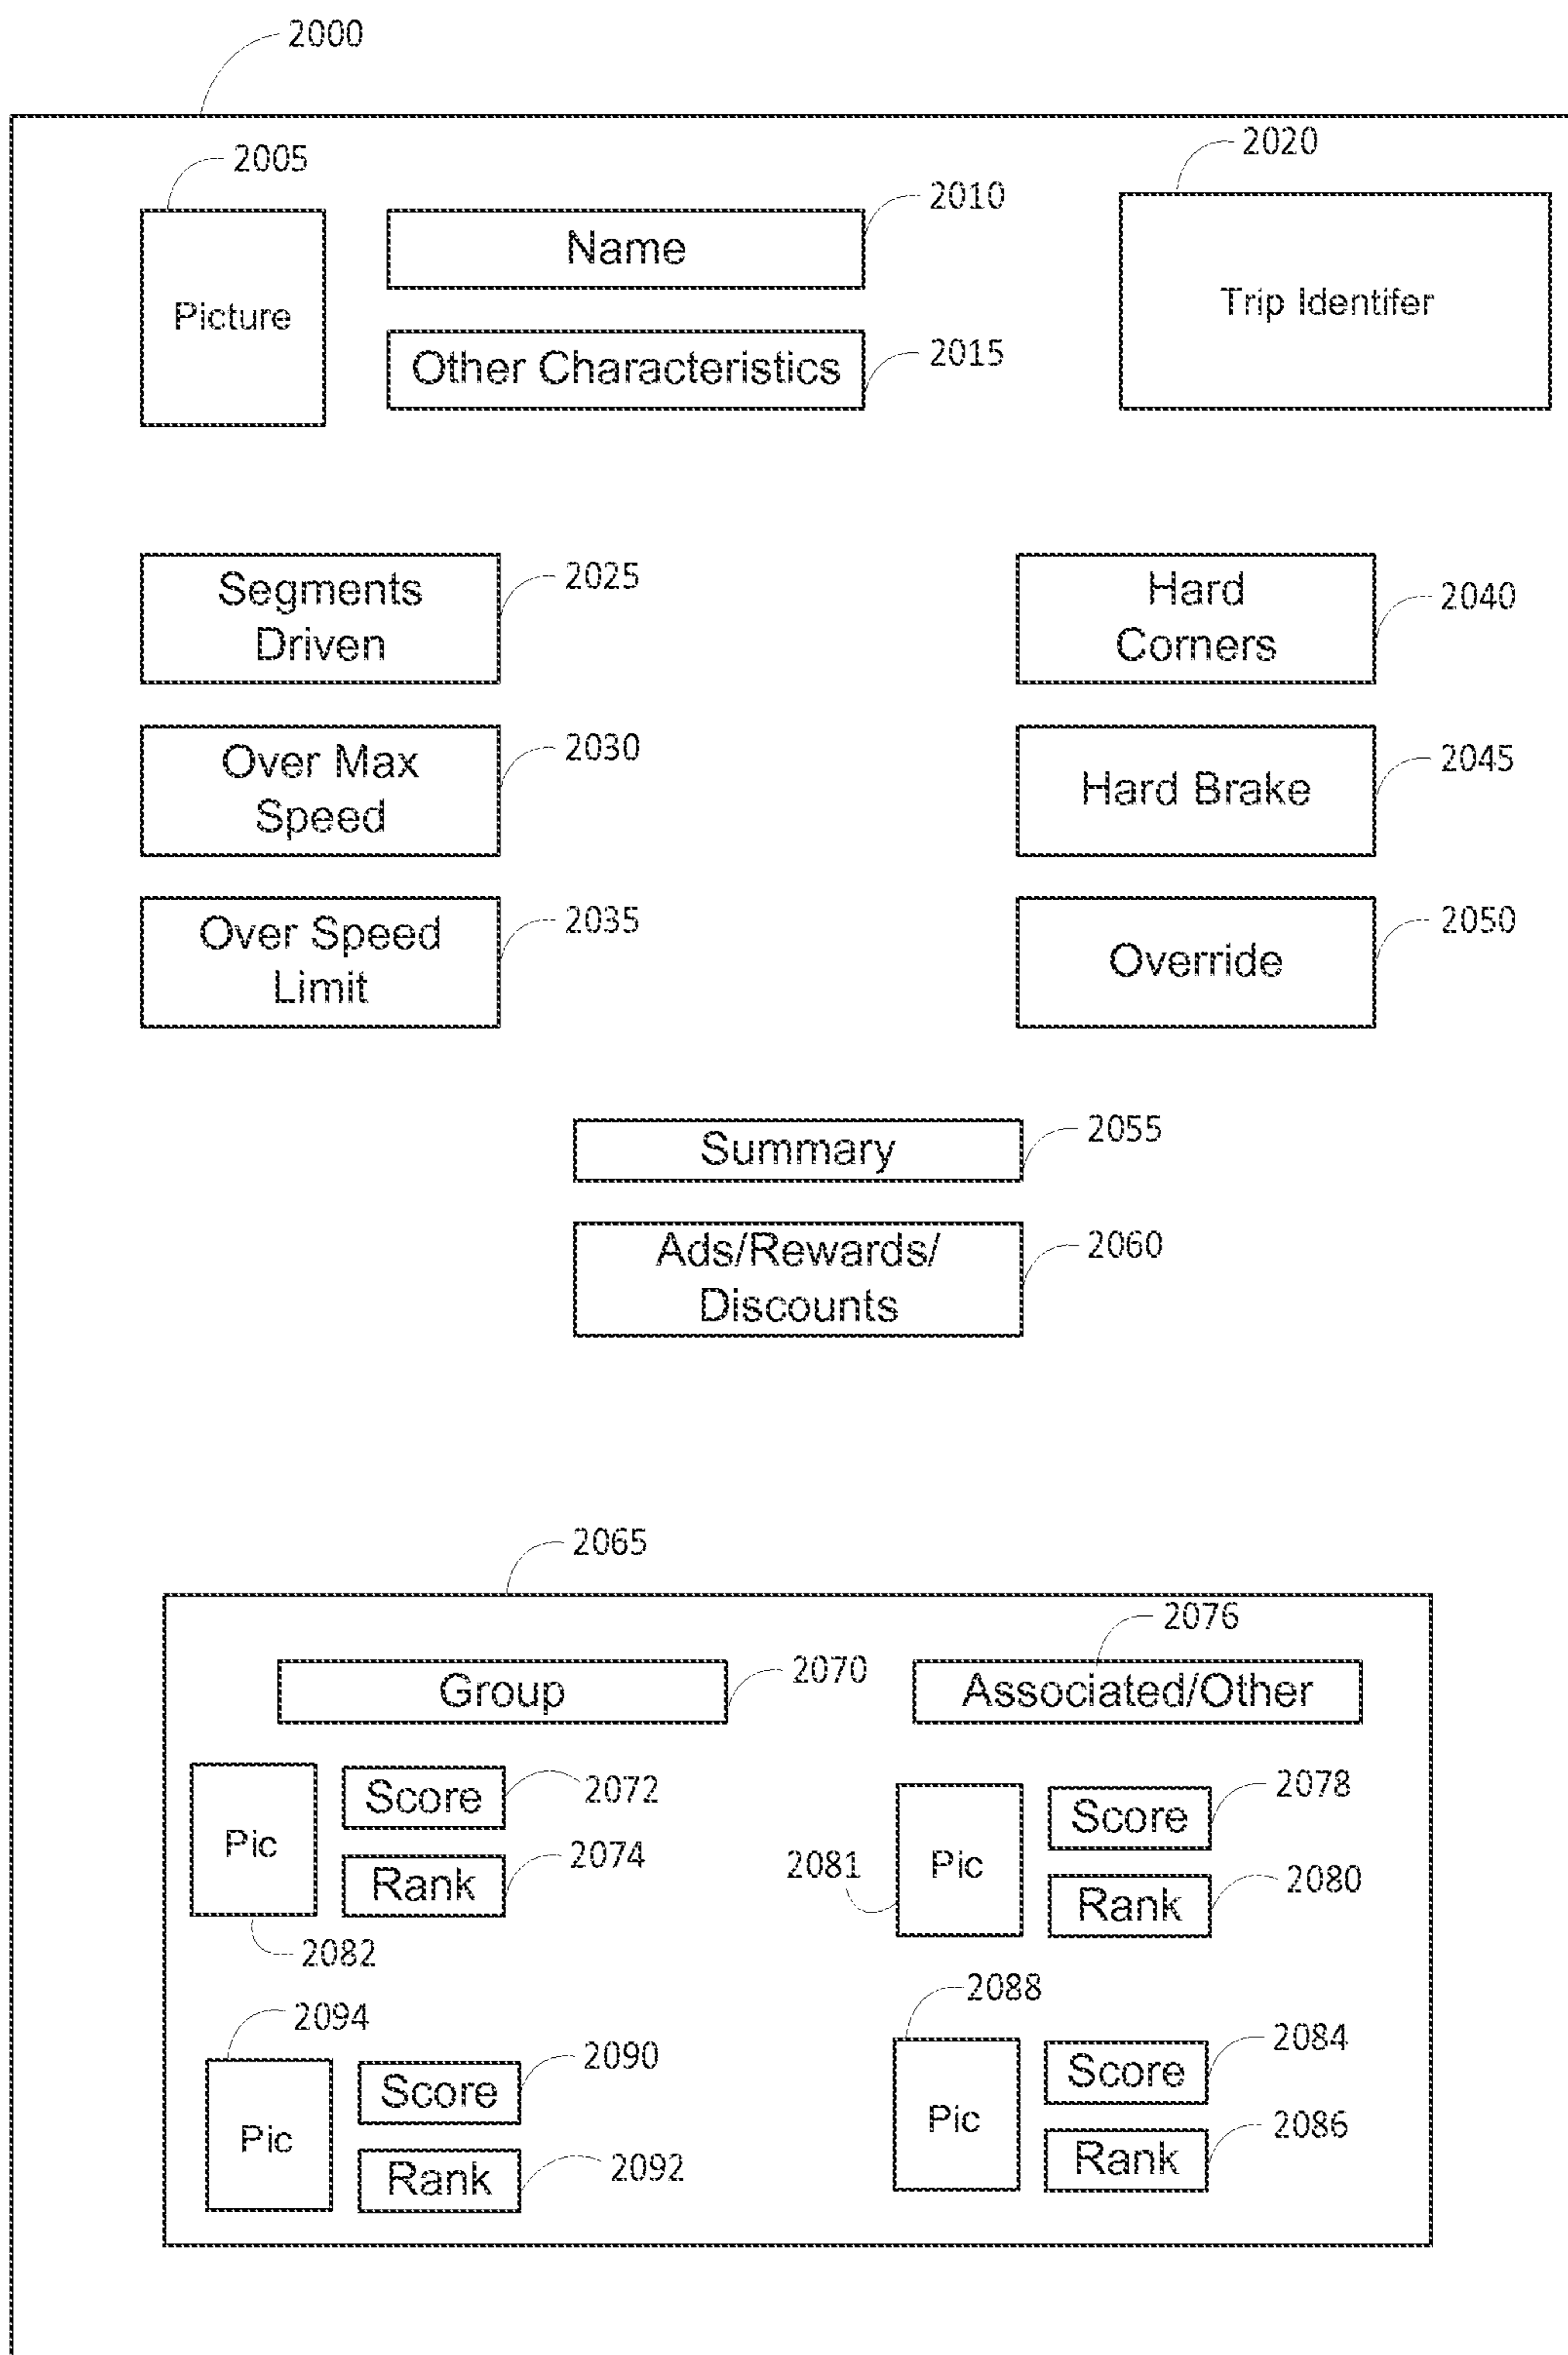 2000
2005
2020
2010
Name
Picture
Trip Identifer
2015
Other Characteristics
Segments
Driven
2025
Hard
Corners
2040
Over Max
Speed
2030
Hard Brake
2045
Over Speed
Limit
2035
Override
2050
Summary
2055
Ads/Rewards/
Discounts
2060
2065
2076
Group
2070
Associated/Other
Score
2072
Pic
Rank
2074
2082
Score
2078
2081
Pic
Rank
2080
2094
Score
2090
Pic
Rank
2092
2088
Score
2084
Pic
Rank
2086